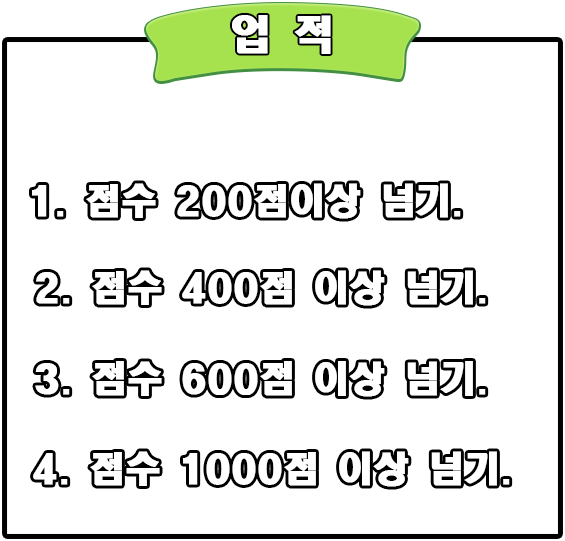 업 적
1. 점수 200점이상 넘기.
2. 점수 400점 이상 넘기.
3. 점수 600점 이상 넘기.
4. 점수 1000점 이상 넘기.